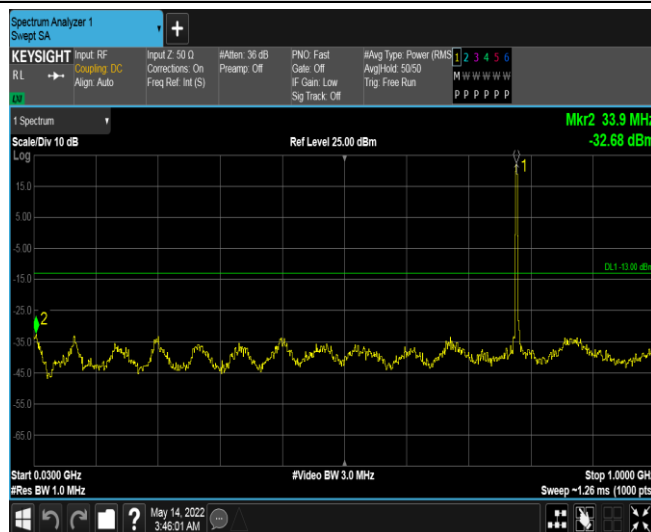 Spectrum Analyzer 1
Swept SA
KEYSIGHT
RL
Input: RF
Coupling: DC
Align: Auto
Input Z: 50 Ω
Corrections: On
Freq Ref: Int (S)
#Atten: 36 dB
Preamp: Off
PNO: Fast
Gate: Off
IF Gain: Low
Sig Track: Off
#Avg Type: Power (RMS
Avg|Hold: 50/50
Trig: Free Run
1 2 3 4 5 6
M W W W W W
P P P P P P
1 Spectrum
Mkr2 33.9 MHz
-32.68 dBm
Scale/Div 10 dB
Ref Level 25.00 dBm
Log
1
15.0
5.00
-5.00
DL1 -13.00 dBm
-15.0
-25.0
2
-35.0
-45.0
-55.0
-65.0
Start 0.0300 GHz
#Video BW 3.0 MHz
Stop 1.0000 GHz
#Res BW 1.0 MHz
Sweep ~1.26 ms (1000 pts)
?
May 14, 2022
3:46:01 AM